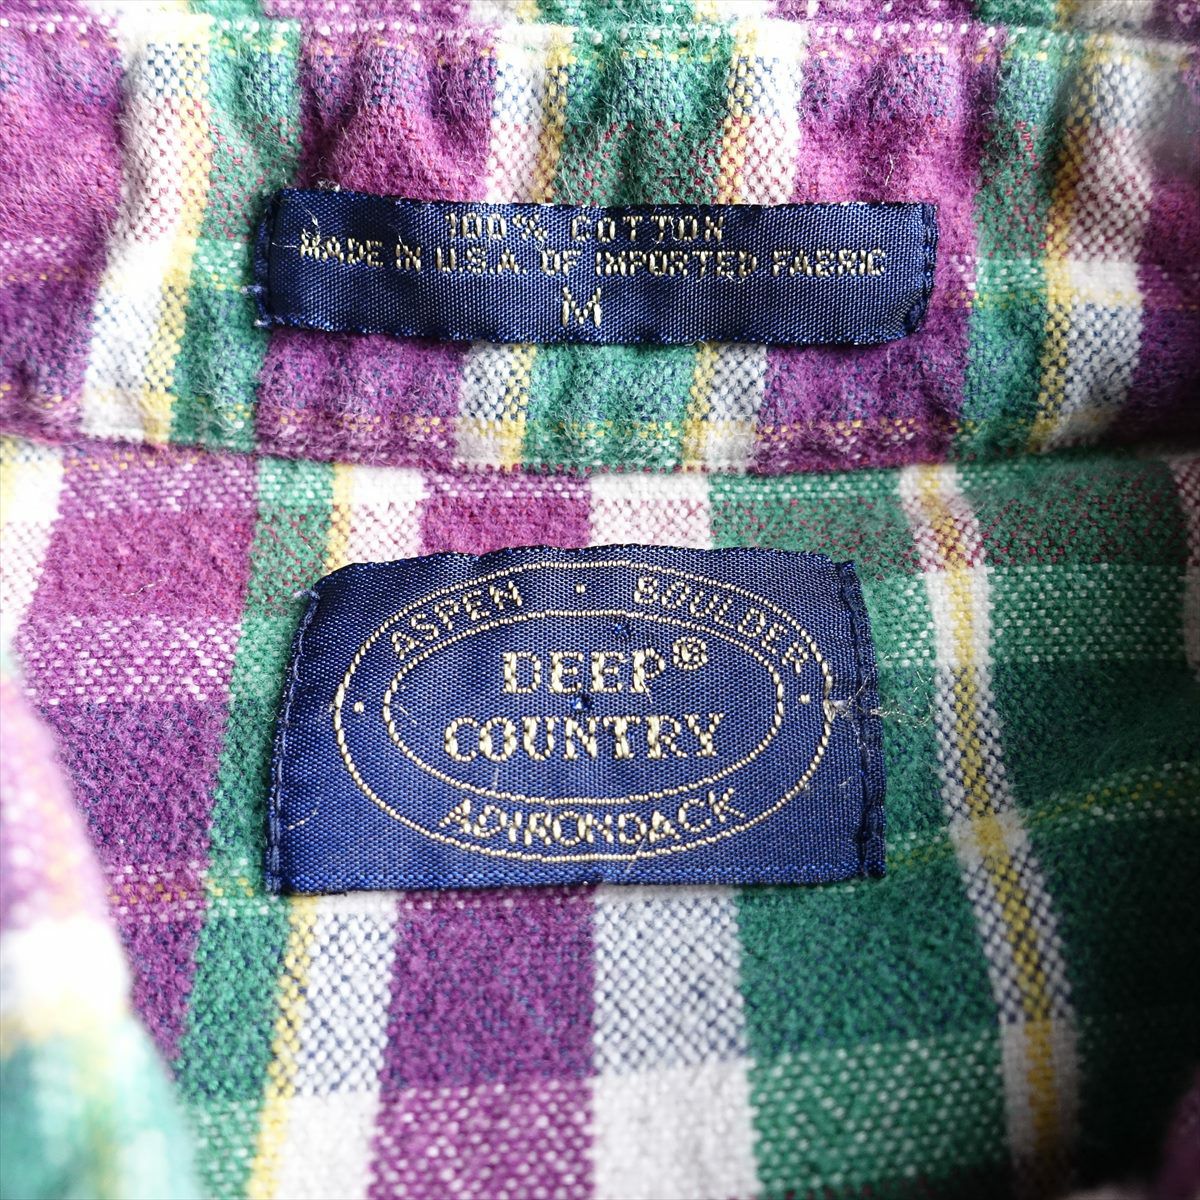 100% COTTON
MADE IN U.S.A. OF IMPORTED FABRIC
M
ASPEN · BOULDER
DEEP®
COUNTRY
ADIRONDACK